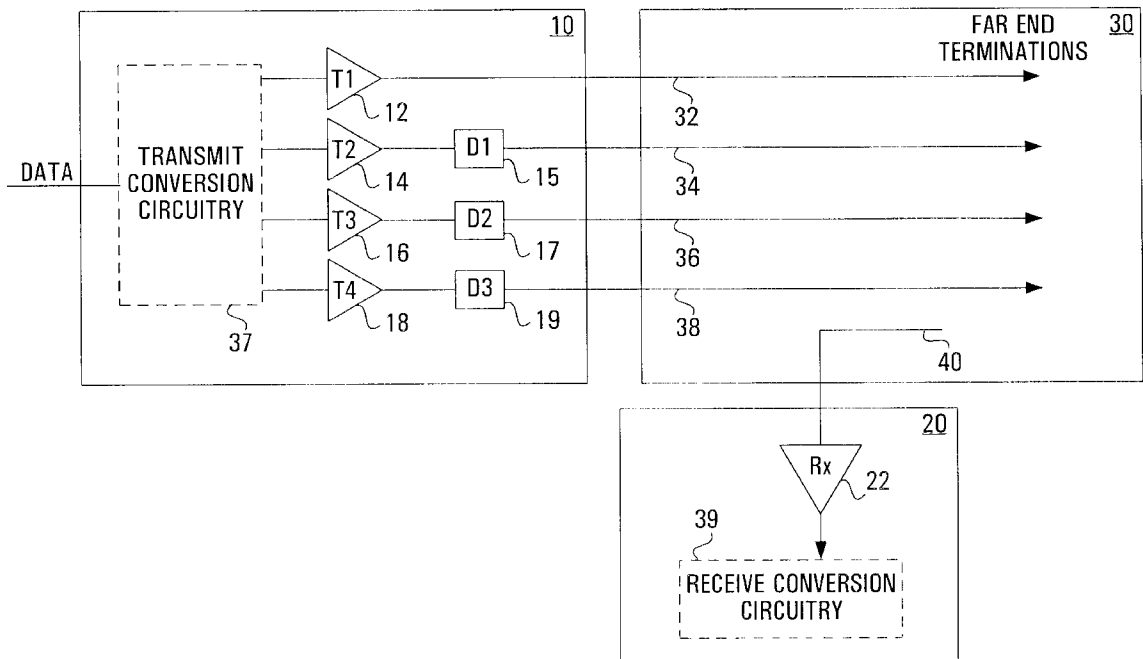 10
FAR END
TERMINATIONS
30
T1
12
32
DATA
TRANSMIT
CONVERSION
CIRCUITRY
T2
14
D1
15
34
T3
16
D2
17
36
T4
18
D3
19
38
37
40
20
Rx
22
39
RECEIVE CONVERSION
CIRCUITRY